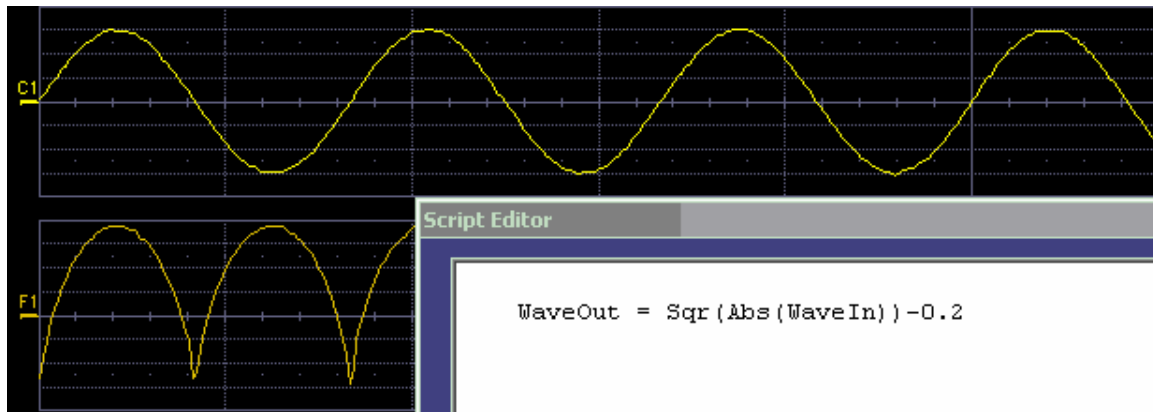 C1
Script Editor
F1
WaveOut = Sqr(Abs(WaveIn))-0.2